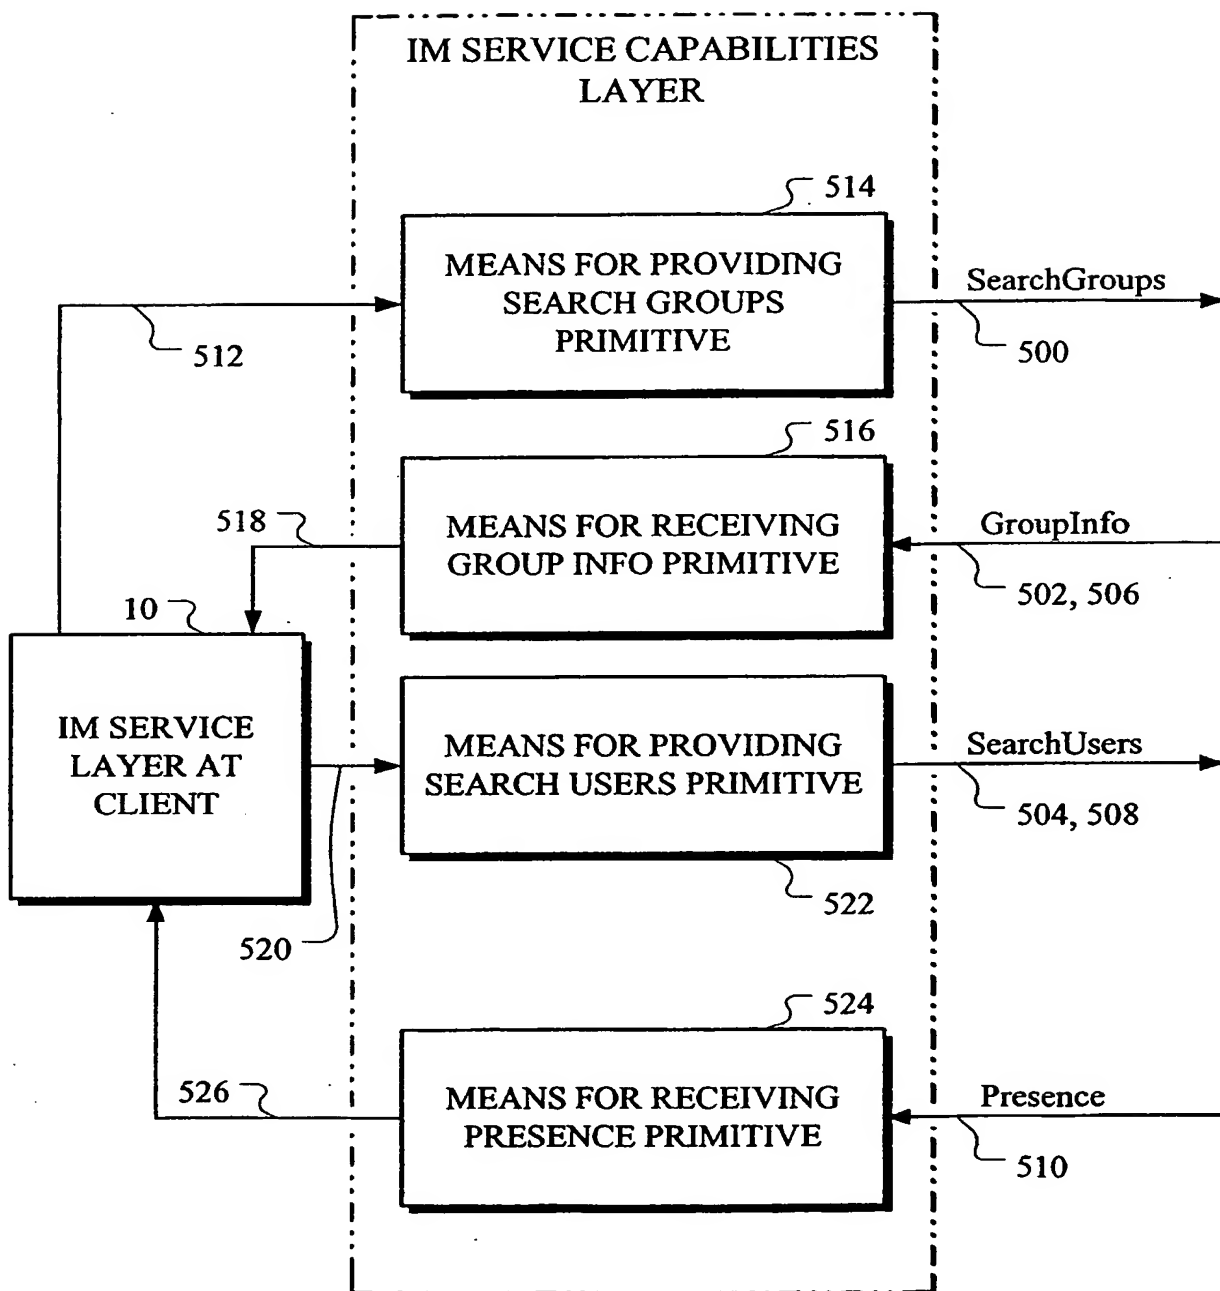 IM SERVICE CAPABILITIES
LAYER
514
MEANS FOR PROVIDING
SEARCH GROUPS
PRIMITIVE
SearchGroups
512
500
516
518
MEANS FOR RECEIVING
GROUP INFO PRIMITIVE
GroupInfo
502, 506
10
IM SERVICE
LAYER AT
CLIENT
MEANS FOR PROVIDING
SEARCH USERS PRIMITIVE
SearchUsers
504, 508
522
520
524
526
MEANS FOR RECEIVING
PRESENCE PRIMITIVE
Presence
510